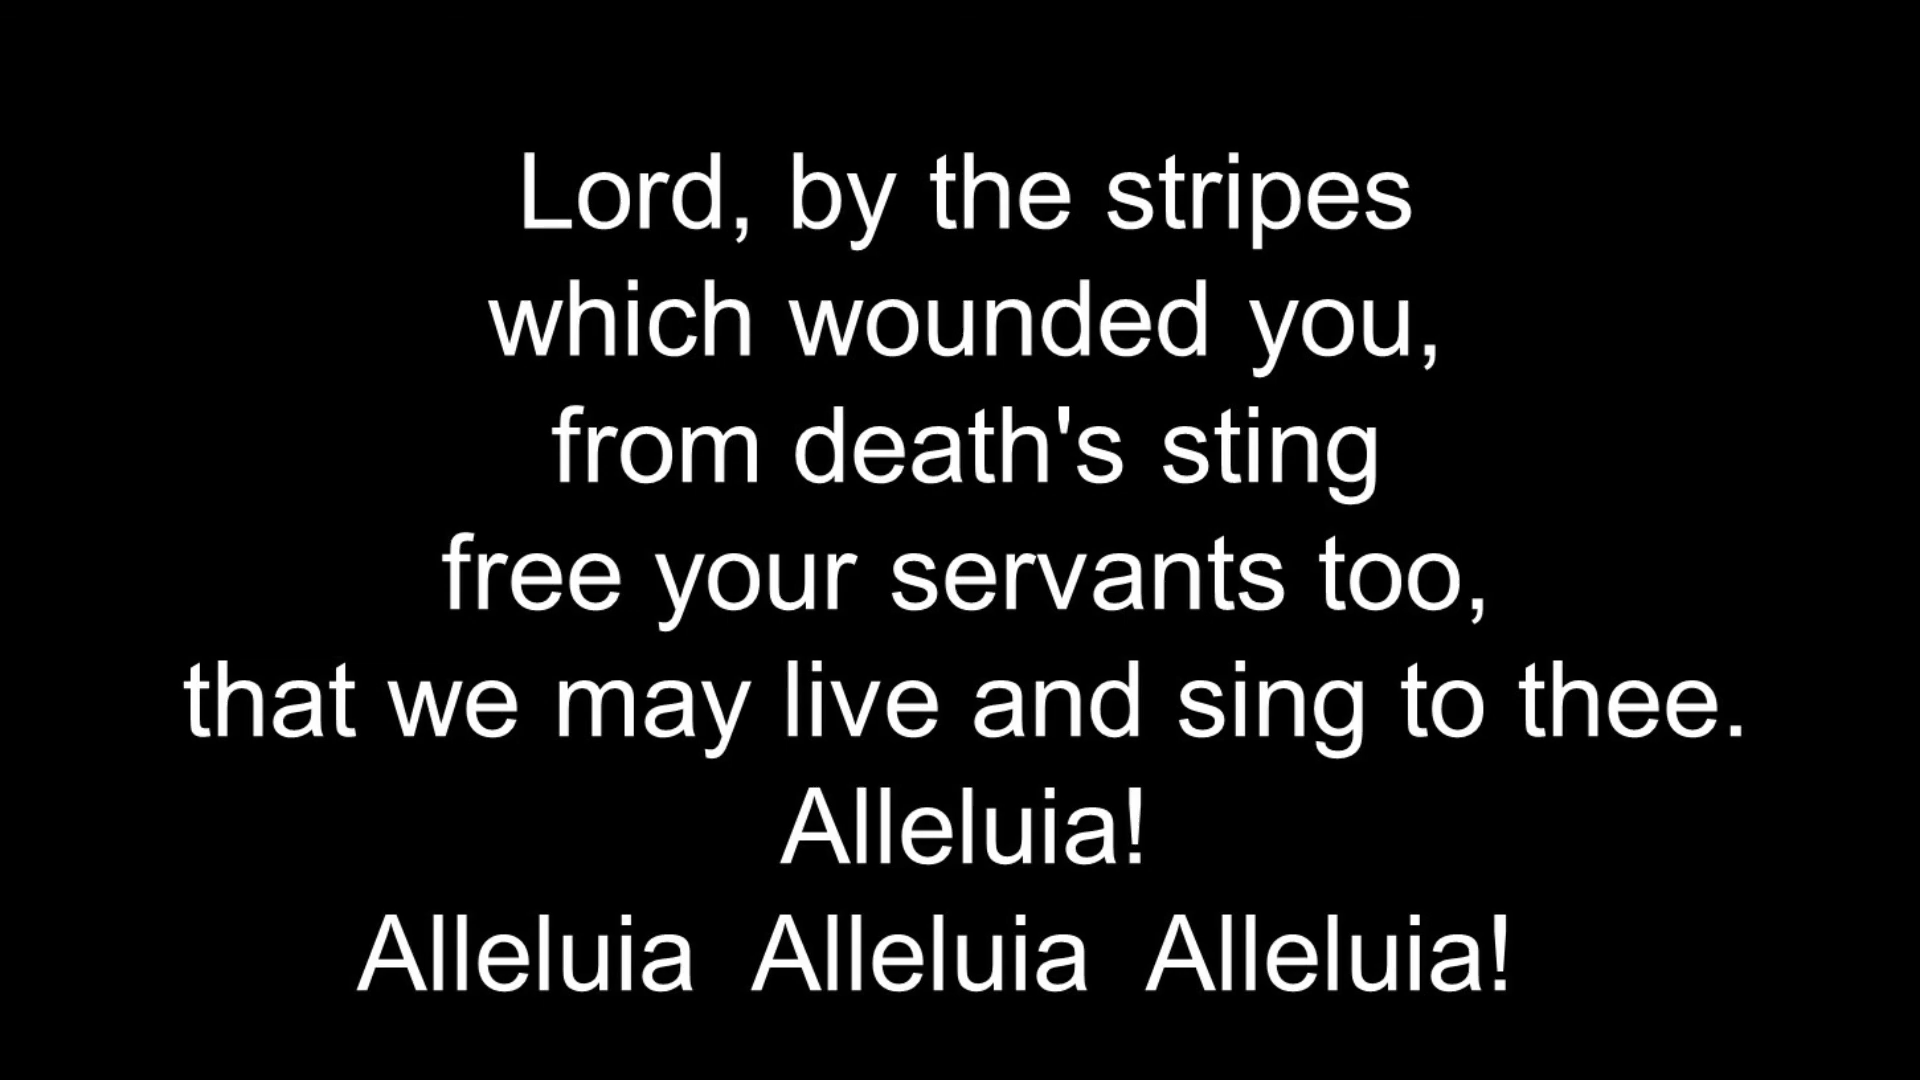 Lord, by the stripes
which wounded you,
from death's sting
free your servants too,
that we may live and sing to thee.
Alleluia!
Alleluia  Alleluia  Alleluia!